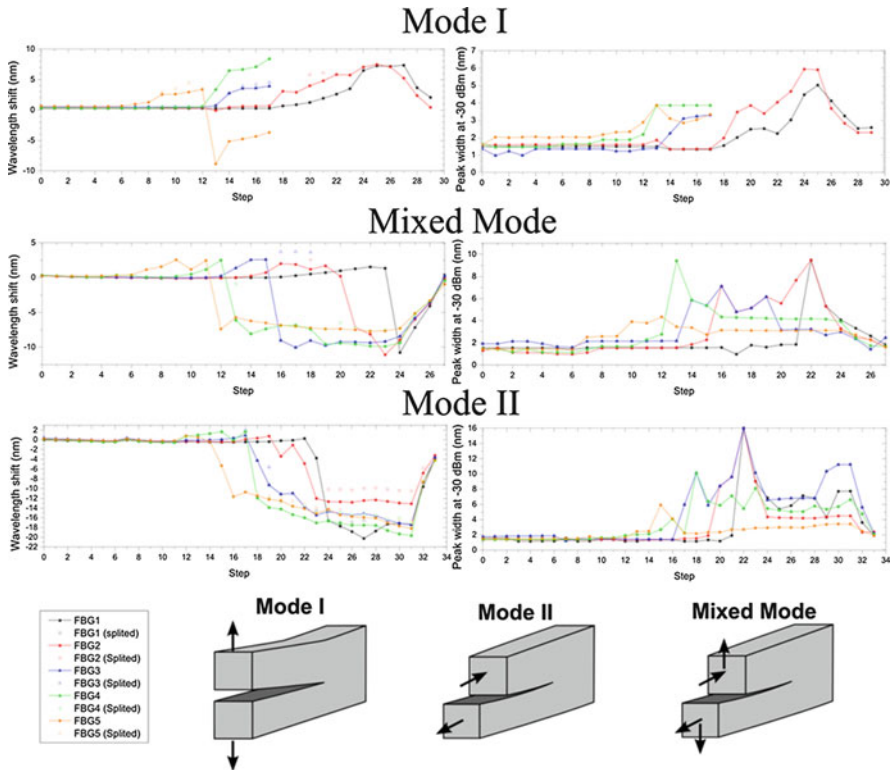 Mode I
Wavelength shift (nm)
10
5
0
-5
-10
0 2 4 6 8 10 12 14 16 18 20 22 24 26 28 30
Step
Peak width at -30 dBm (nm)
7
6
5
4
3
2
1
0
0 2 4 6 8 10 12 14 16 18 20 22 24 26 28 30
Step
Mixed Mode
Wavelength shift (nm)
5
0
-5
-10
0 2 4 6 8 10 12 14 16 18 20 22 24 26
Step
Peak width at -30 dBm (nm)
10
8
6
4
2
0
0 2 4 6 8 10 12 14 16 18 20 22 24 26
Step
Mode II
Wavelength shift (nm)
2
0
-2
-4
-6
-8
-10
-12
-14
-16
-18
-20
-22
0 2 4 6 8 10 12 14 16 18 20 22 24 26 28 30 32 34
Step
Peak width at -30 dBm (nm)
16
14
12
10
8
6
4
2
0
0 2 4 6 8 10 12 14 16 18 20 22 24 26 28 30 32 34
Step
FBG1
FBG1 (splited)
FBG2
FBG2 (Splited)
FBG3
FBG3 (Splited)
FBG4
FBG4 (Splited)
FBG5
FBG5 (Splited)
Mode I
Mode II
Mixed Mode